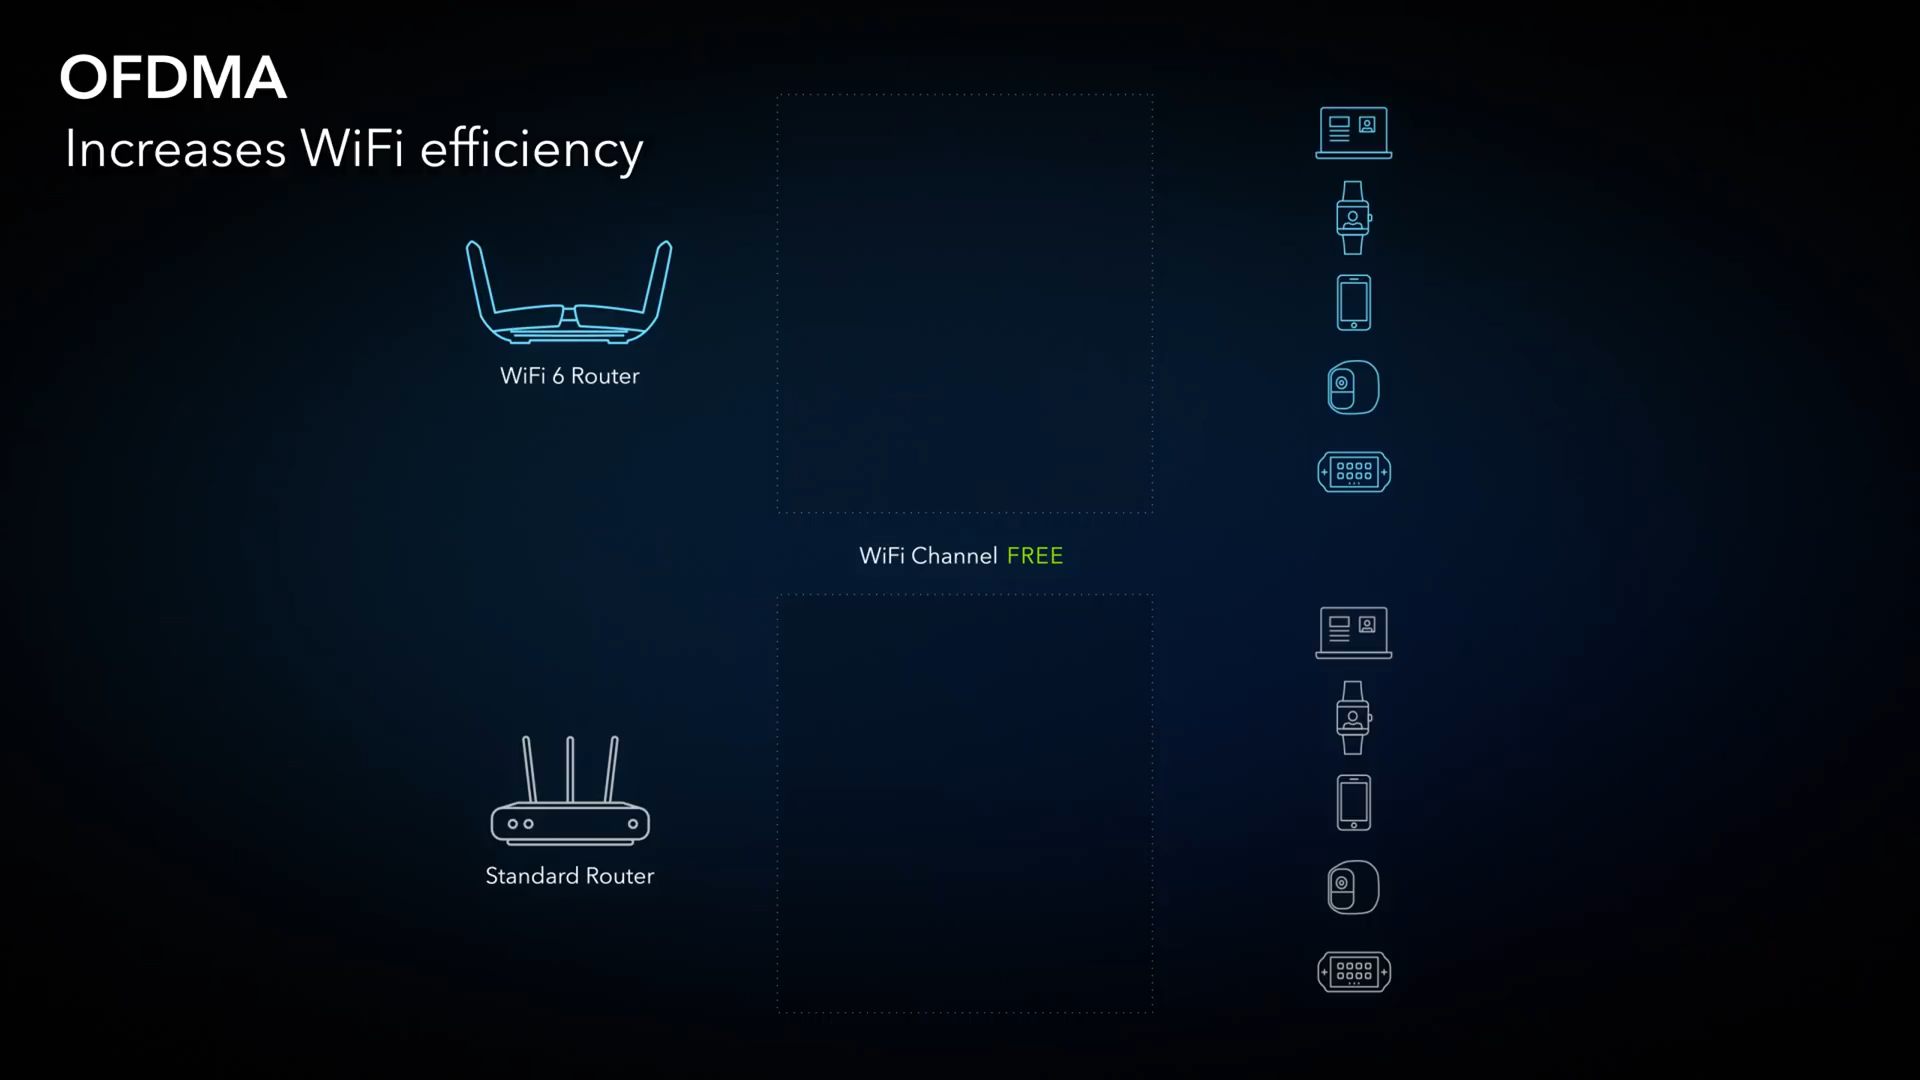 OFDMA
Increases WiFi efficiency
WiFi 6 Router
WiFi Channel FREE
Standard Router